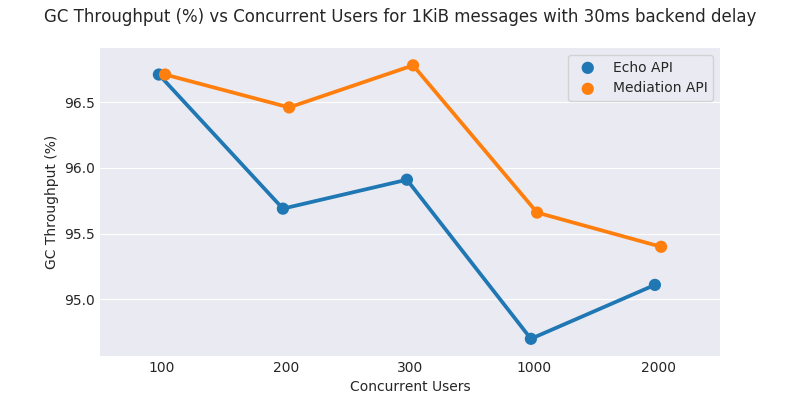 GC Throughput (%) vs Concurrent Users for 1KiB messages with 30ms backend delay
Echo API
Mediation API
GC Throughput (%)
96.5
96.0
95.5
95.0
100 200 300 1000 2000
Concurrent Users